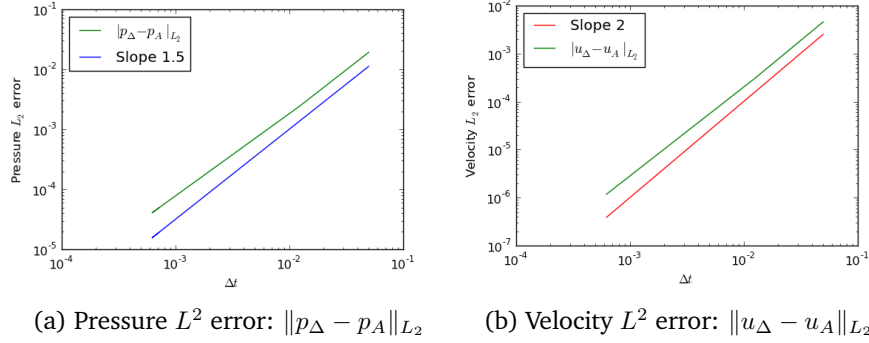 10^-1
10^-2
10^-3
10^-4
10^-5
Pressure L_2 error
|p_Δ−p_A|_{L_2}
Slope 1.5
10^-4 10^-3 10^-2 10^-1
Δt
(a) Pressure L^2 error: ‖p_Δ − p_A‖_{L_2}
10^-2
10^-3
10^-4
10^-5
10^-6
10^-7
Velocity L_2 error
Slope 2
|u_Δ−u_A|_{L_2}
10^-4 10^-3 10^-2 10^-1
Δt
(b) Velocity L^2 error: ‖u_Δ − u_A‖_{L_2}